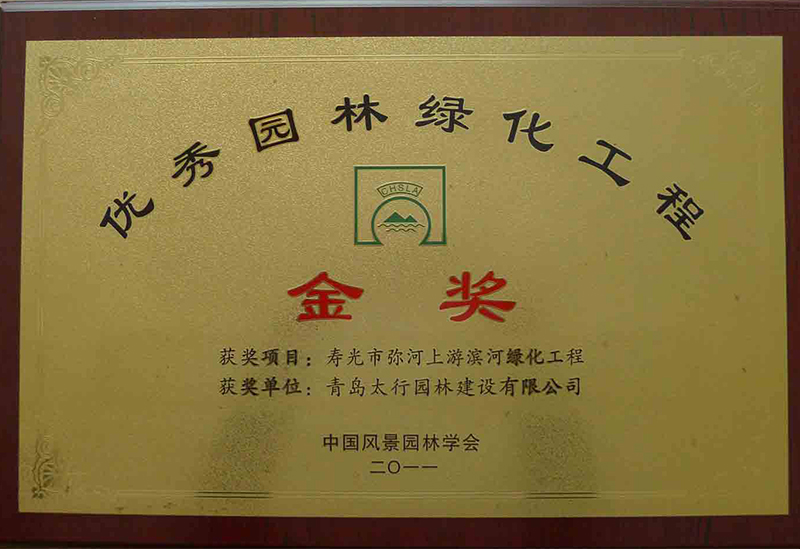 优秀园林绿化工程
CHSLA
金奖
获奖项目：寿光市弥河上游滨河绿化工程
获奖单位：青岛太行园林建设有限公司
中国风景园林学会
二〇一一